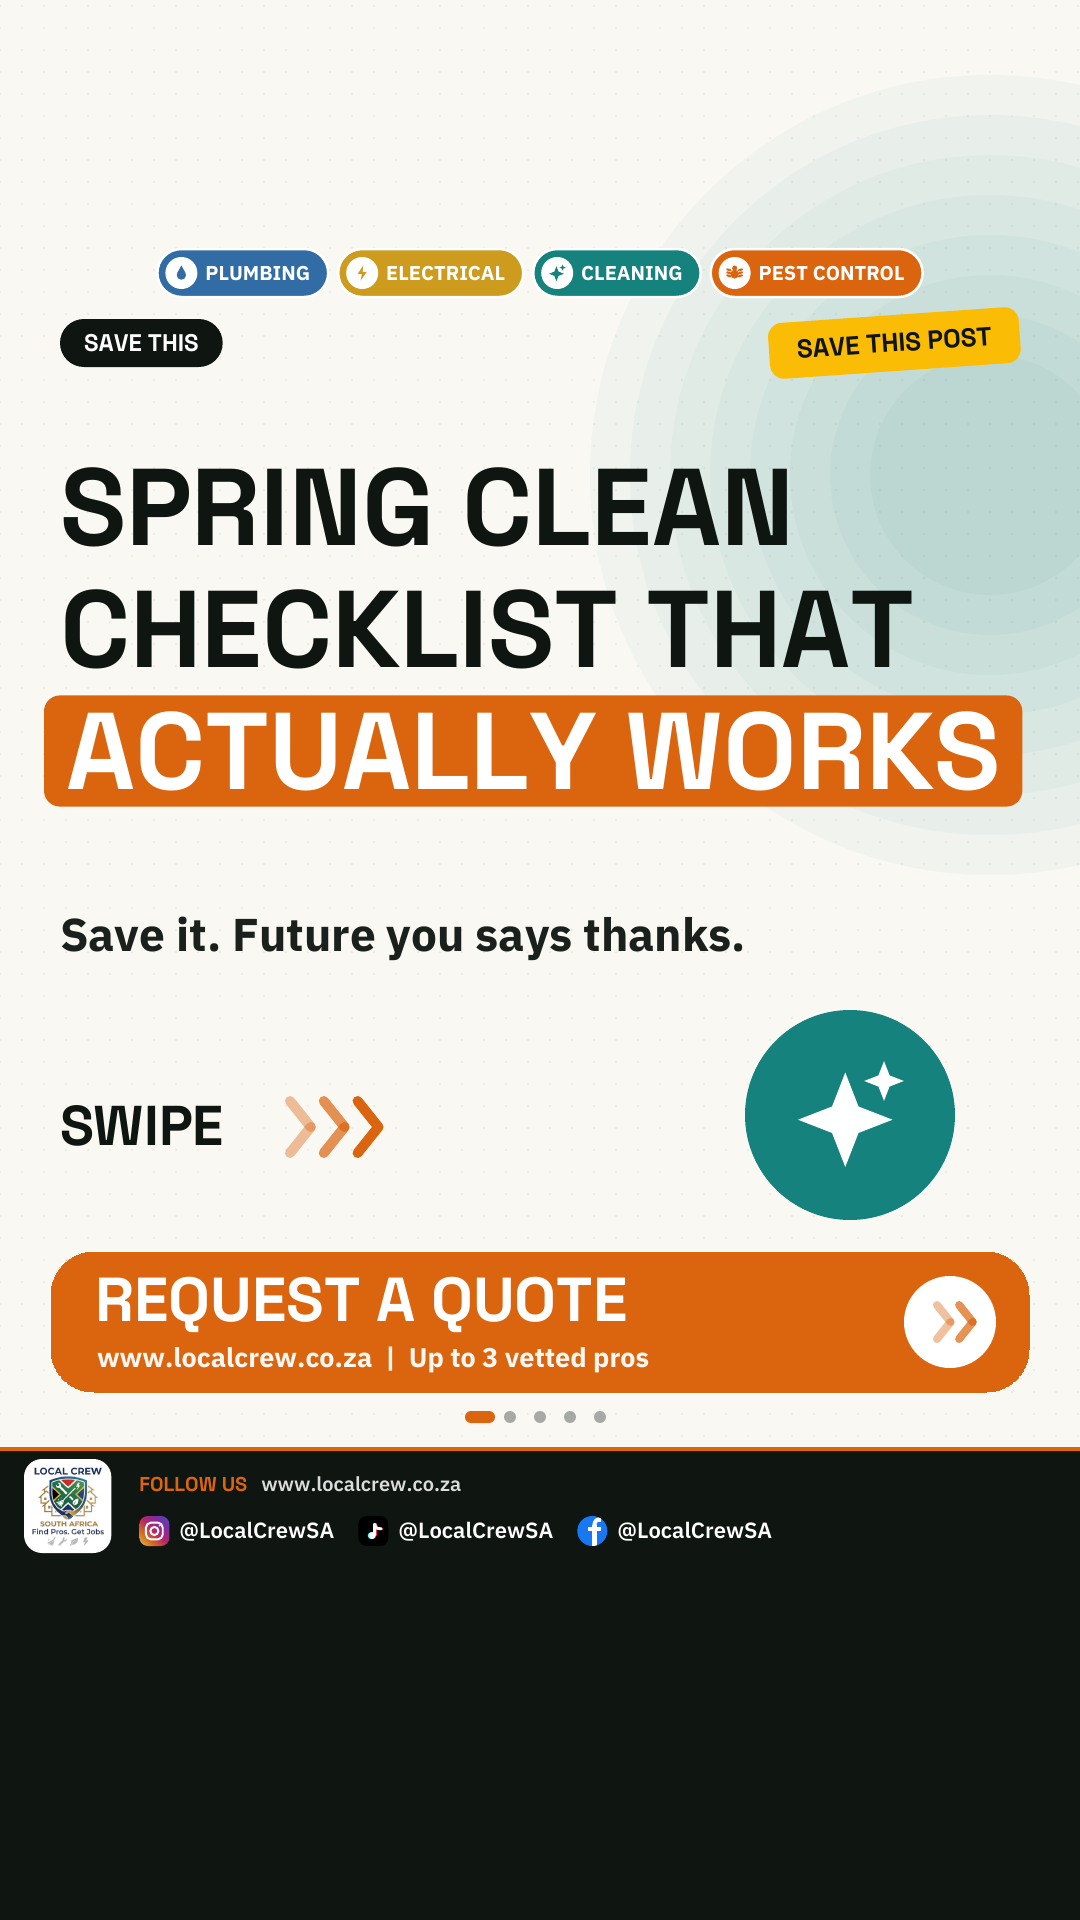 PLUMBING ELECTRICAL CLEANING PEST CONTROL
SAVE THIS
SAVE THIS POST
SPRING CLEAN
CHECKLIST THAT
ACTUALLY WORKS
Save it. Future you says thanks.
SWIPE
REQUEST A QUOTE
www.localcrew.co.za | Up to 3 vetted pros
LOCAL CREW
SOUTH AFRICA
Find Pros. Get Jobs
FOLLOW US www.localcrew.co.za
@LocalCrewSA @LocalCrewSA @LocalCrewSA